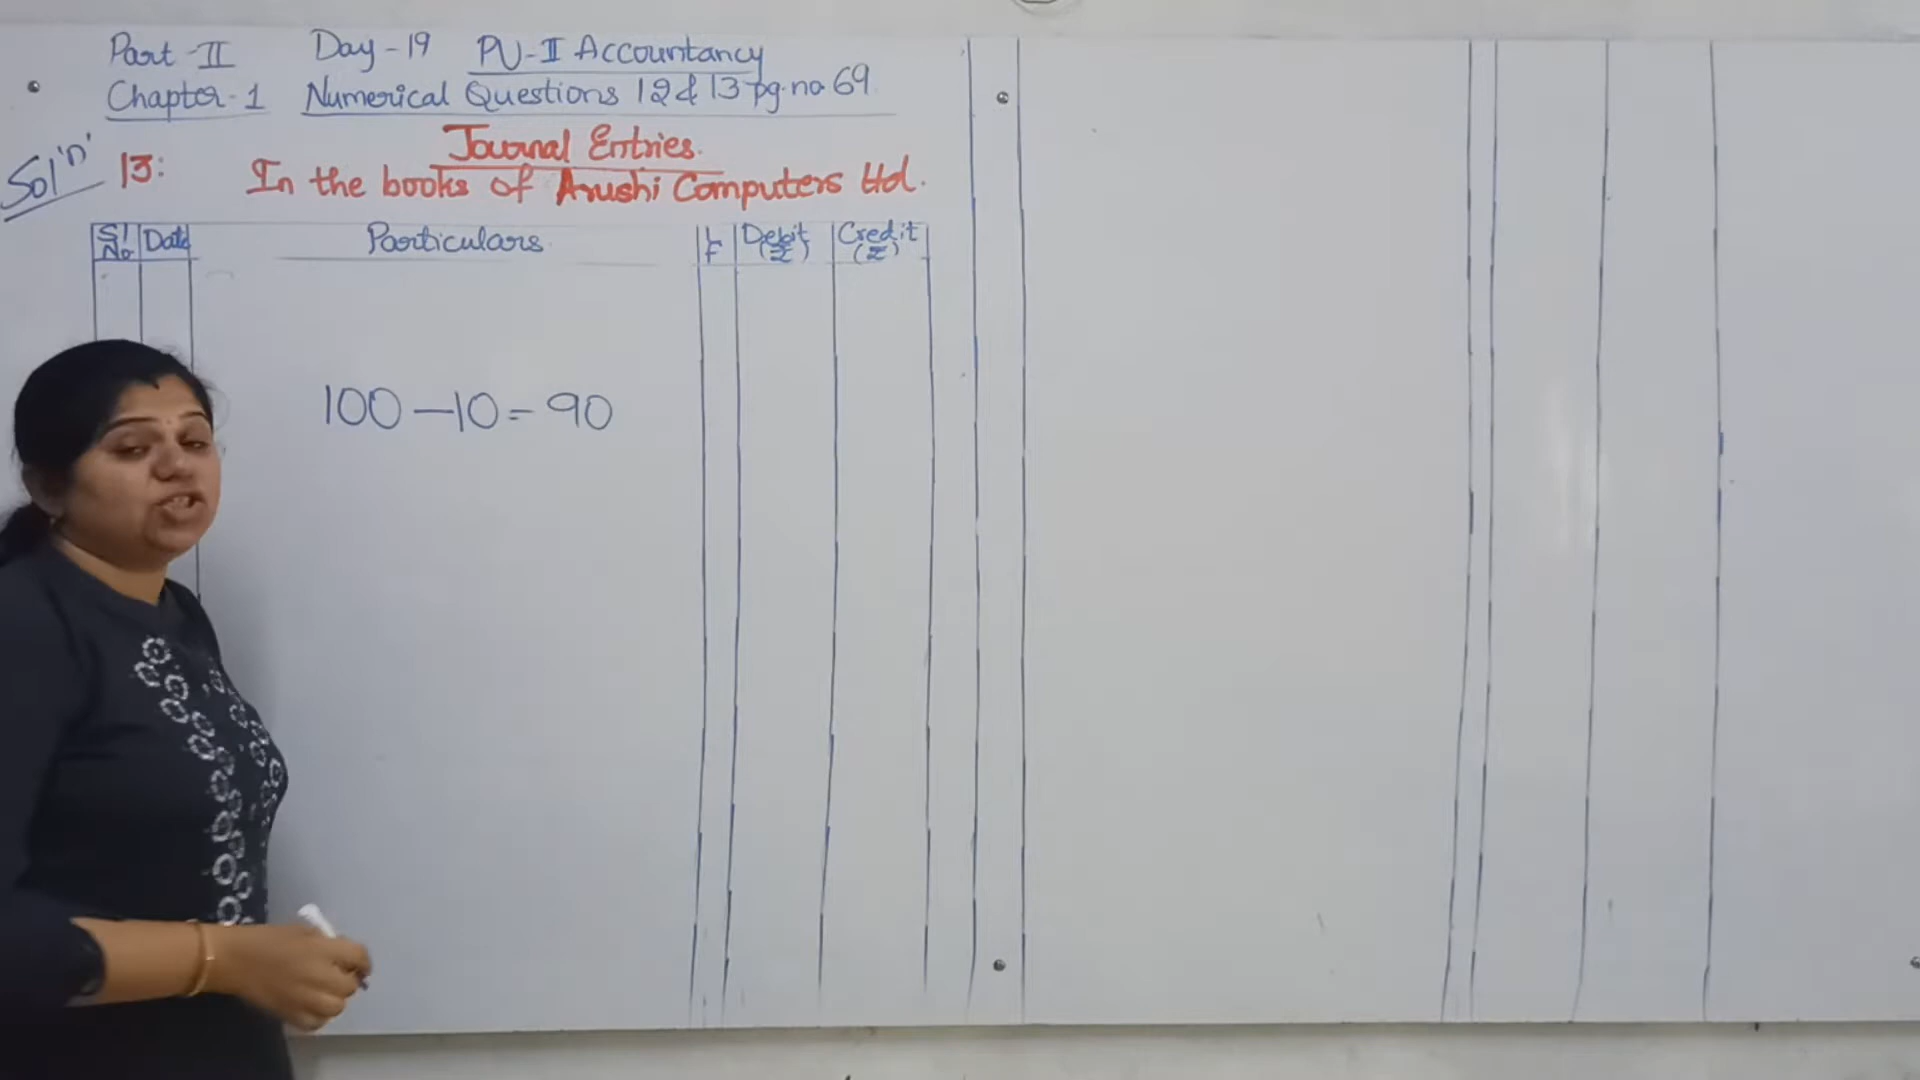 Part-II Day-19 PU-II Accountancy
Chapter-1 Numerical Questions 12 & 13 pg.no.69
Sol'n' 13: Journal Entries.
In the books of Arushi Computers Ltd.
Sl No Date Particulars LF Debit (₹) Credit (₹)
100-10=90